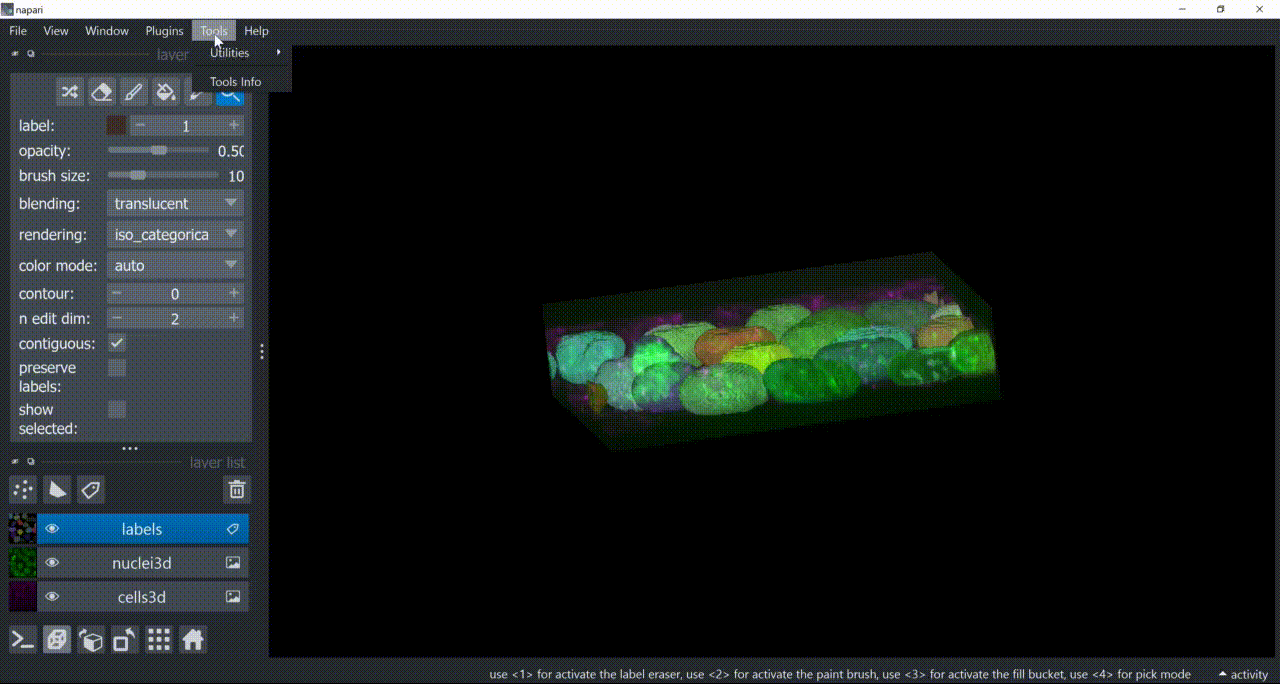 napari
File View Window Plugins Tools Help
layer
Utilities
Tools Info
label: 1
opacity: 0.50
brush size: 10
blending: translucent
rendering: iso_categorica
color mode: auto
contour: 0
n edit dim: 2
contiguous:
preserve
labels:
show
selected:
layer list
labels
nuclei3d
cells3d
use <1> for activate the label eraser, use <2> for activate the paint brush, use <3> for activate the fill bucket, use <4> for pick mode
activity